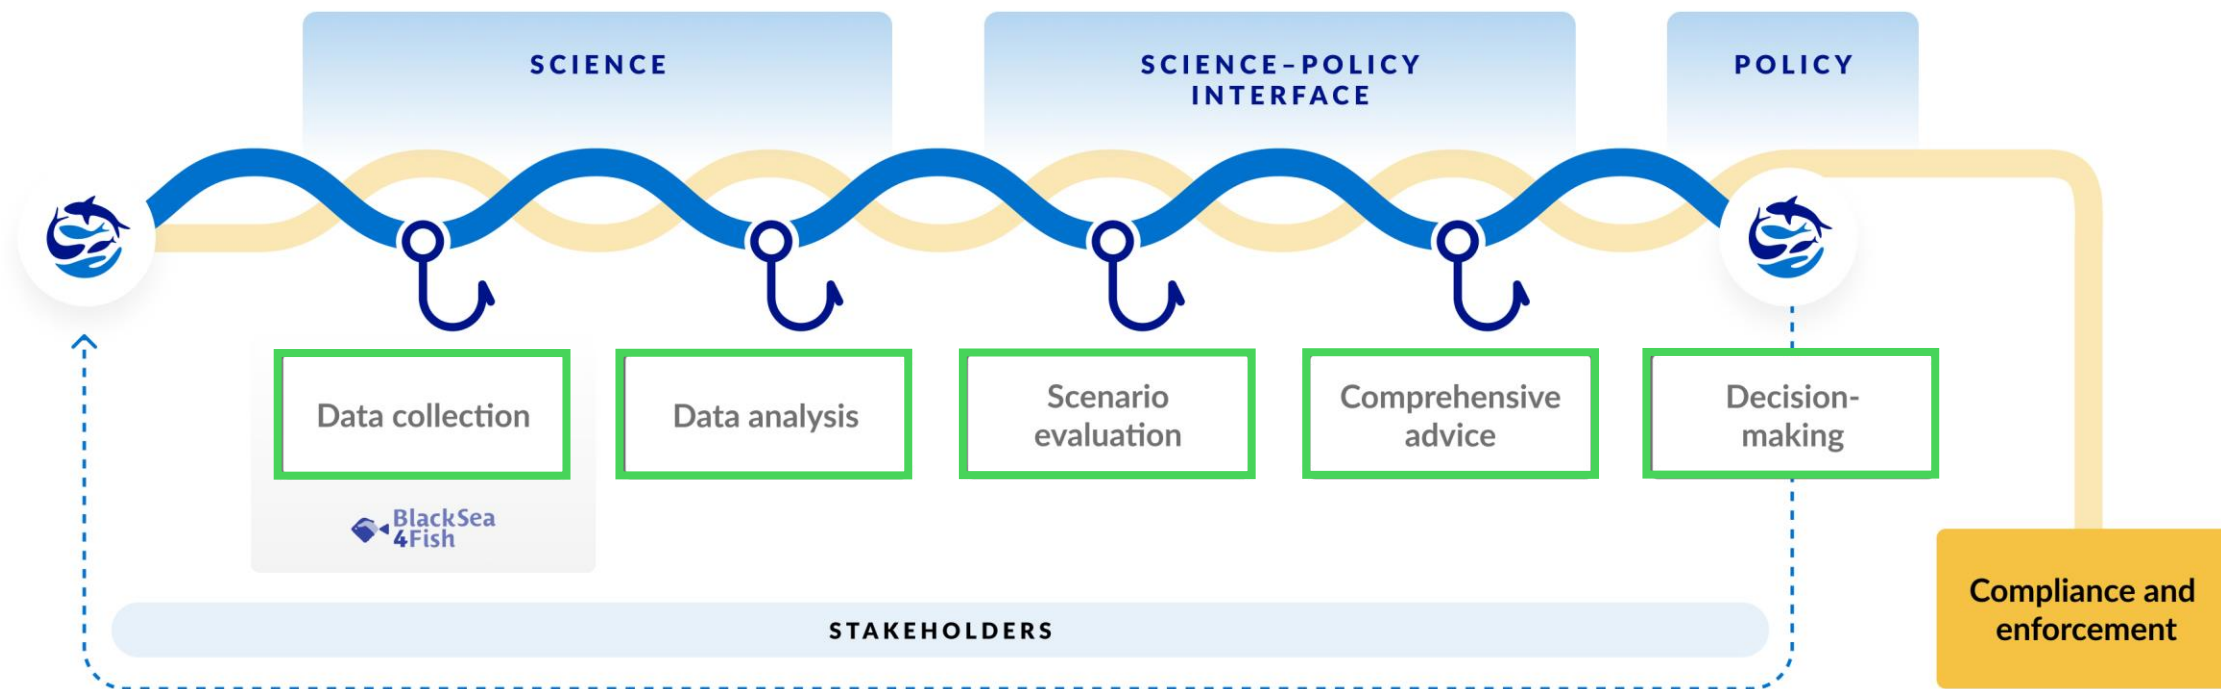 SCIENCE
SCIENCE–POLICY
INTERFACE
POLICY
Data collection
Data analysis
Scenario
evaluation
Comprehensive
advice
Decision-
making
BlackSea
4Fish
Compliance and
enforcement
STAKEHOLDERS